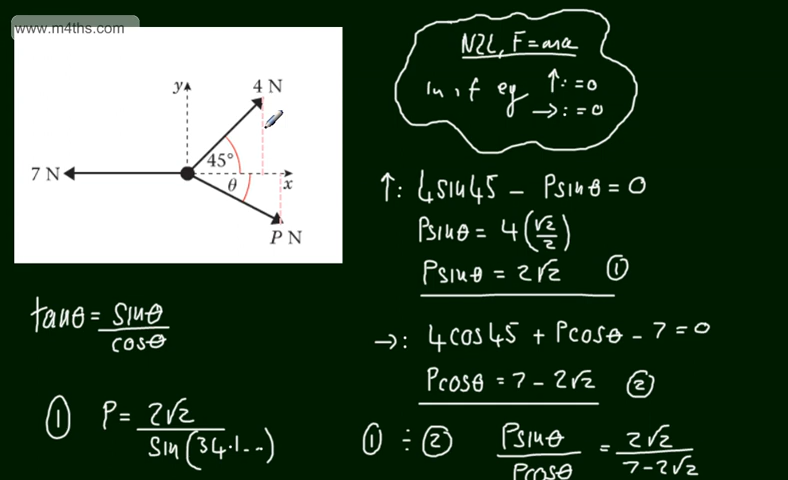 www.m4ths.com
y
4 N
7 N
45°
θ
x
P N
N2L, F=ma
in , f eg ↑: =0
→: =0
↑: 4sin45 - Psinθ = 0
Psinθ = 4(√2/2)
Psinθ = 2√2 ①
→: 4cos45 + Pcosθ - 7 = 0
Pcosθ = 7 - 2√2 ②
tanθ = sinθ/cosθ
① P = 2√2/sin(34.1...)
① ÷ ② Psinθ/Pcosθ = 2√2/7-2√2